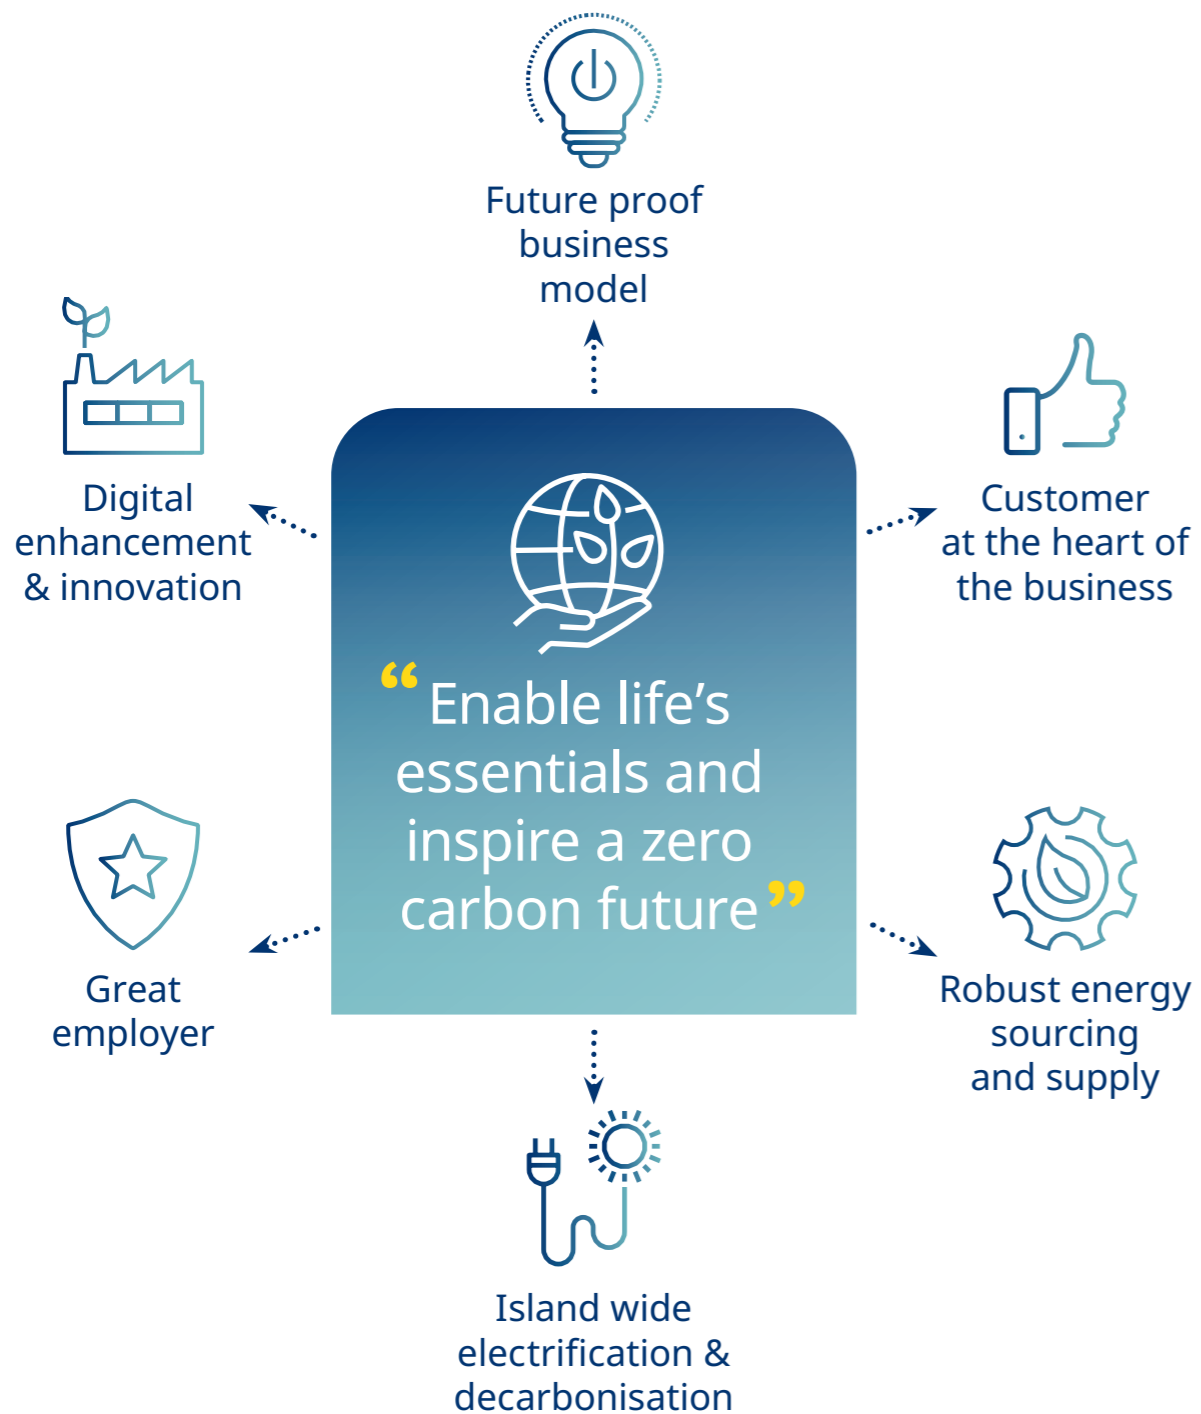 Future proof
business
model
Digital
enhancement
& innovation
Customer
at the heart of
the business
“Enable life’s
essentials and
inspire a zero
carbon future”
Great
employer
Robust energy
sourcing
and supply
Island wide
electrification &
decarbonisation